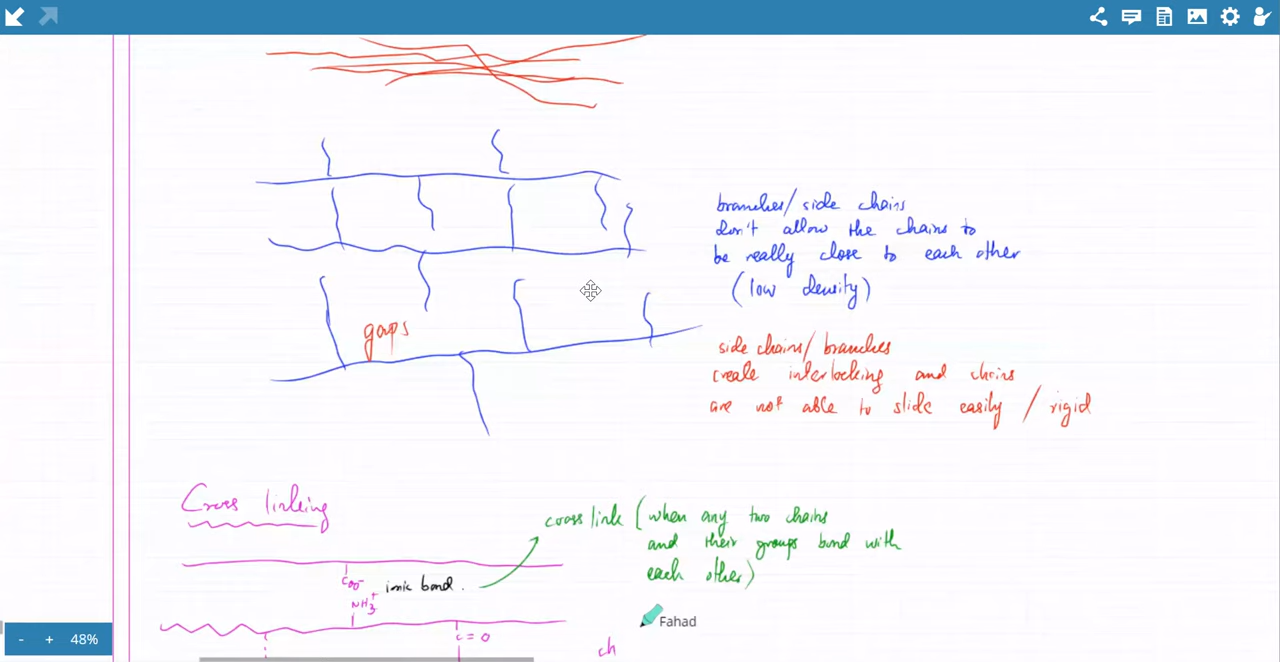 branches/ side chains
don't allow the chains to
be really close to each other
(low density)
gaps
side chains/ branches
create interlocking and chains
are not able to slide easily / rigid
Cross linking
cross link (when any two chains
and their groups bond with
each other)
COO-
ionic bond.
NH3+
Fahad
C=O
ch
- + 48%